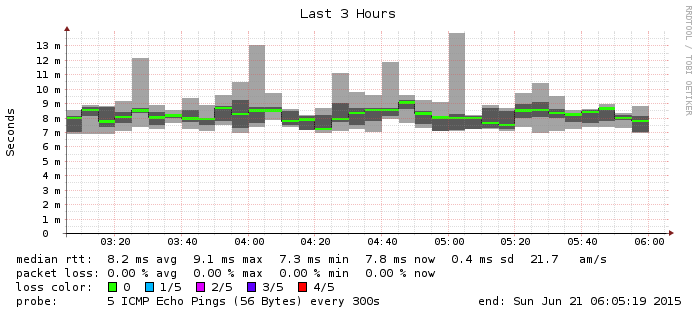 Last 3 Hours
RRDTOOL / TOBI OETIKER
Seconds
13 m
12 m
11 m
10 m
9 m
8 m
7 m
6 m
5 m
4 m
3 m
2 m
1 m
0
03:20 03:40 04:00 04:20 04:40 05:00 05:20 05:40 06:00
median rtt: 8.2 ms avg 9.1 ms max 7.3 ms min 7.8 ms now 0.4 ms sd 21.7 am/s
packet loss: 0.00 % avg 0.00 % max 0.00 % min 0.00 % now
loss color: 0 1/5 2/5 3/5 4/5
probe: 5 ICMP Echo Pings (56 Bytes) every 300s end: Sun Jun 21 06:05:19 2015